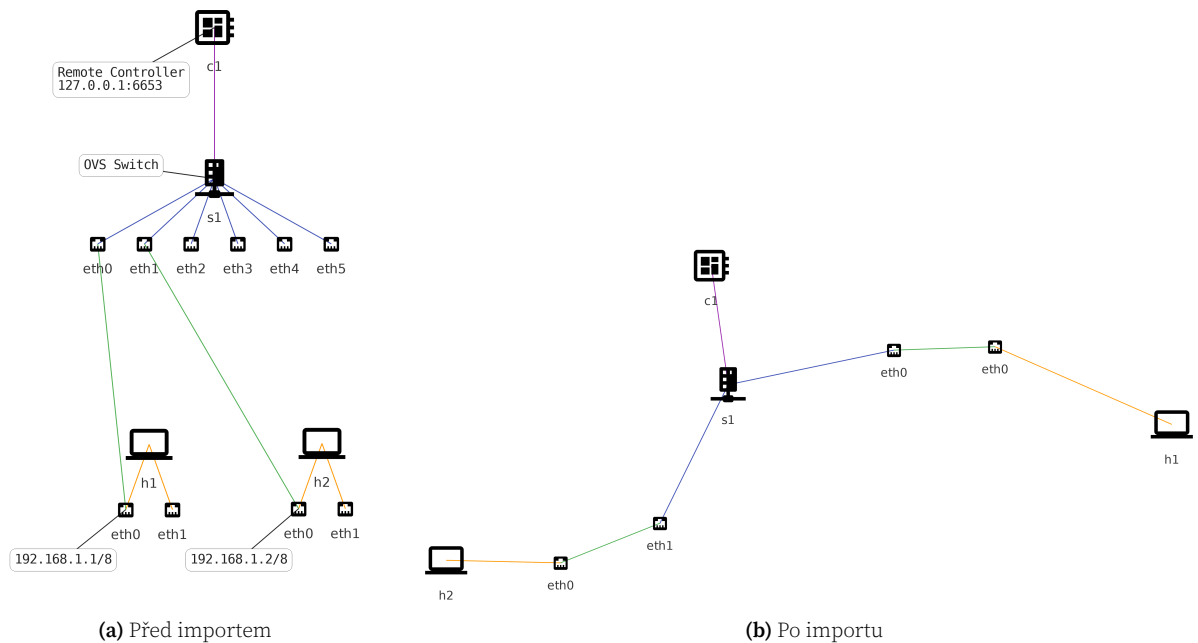 c1
Remote Controller
127.0.0.1:6653
OVS Switch
s1
eth0 eth1 eth2 eth3 eth4 eth5
h1 h2
eth0 eth1 eth0 eth1
192.168.1.1/8 192.168.1.2/8
(a) Před importem
c1
eth0 eth0
s1
h1
eth1
eth0
h2
(b) Po importu